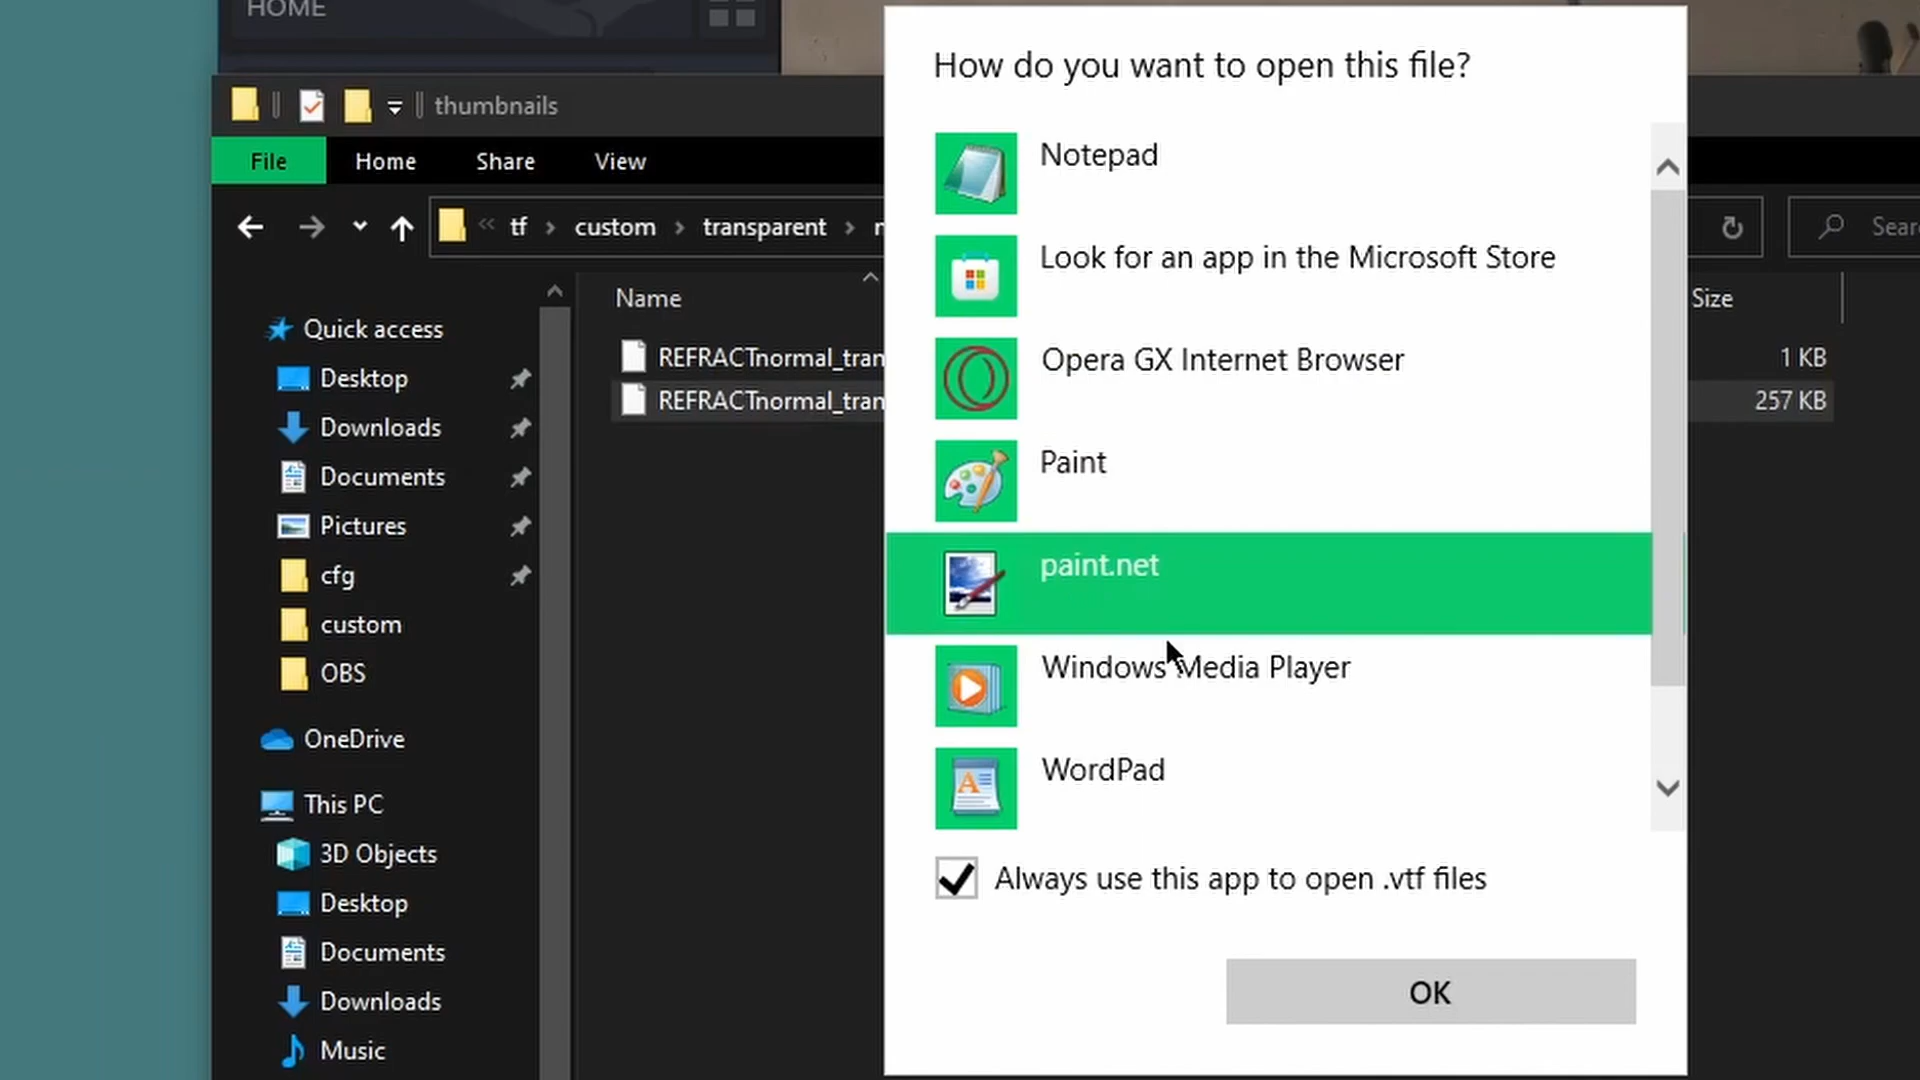 HOME
thumbnails
File Home Share View
« tf › custom › transparent ›
Name
REFRACTnormal_tran
REFRACTnormal_tran
Size
1 KB
257 KB
Quick access
Desktop
Downloads
Documents
Pictures
cfg
custom
OBS
OneDrive
This PC
3D Objects
Desktop
Documents
Downloads
Music
How do you want to open this file?
Notepad
Look for an app in the Microsoft Store
Opera GX Internet Browser
Paint
paint.net
Windows Media Player
WordPad
Always use this app to open .vtf files
OK